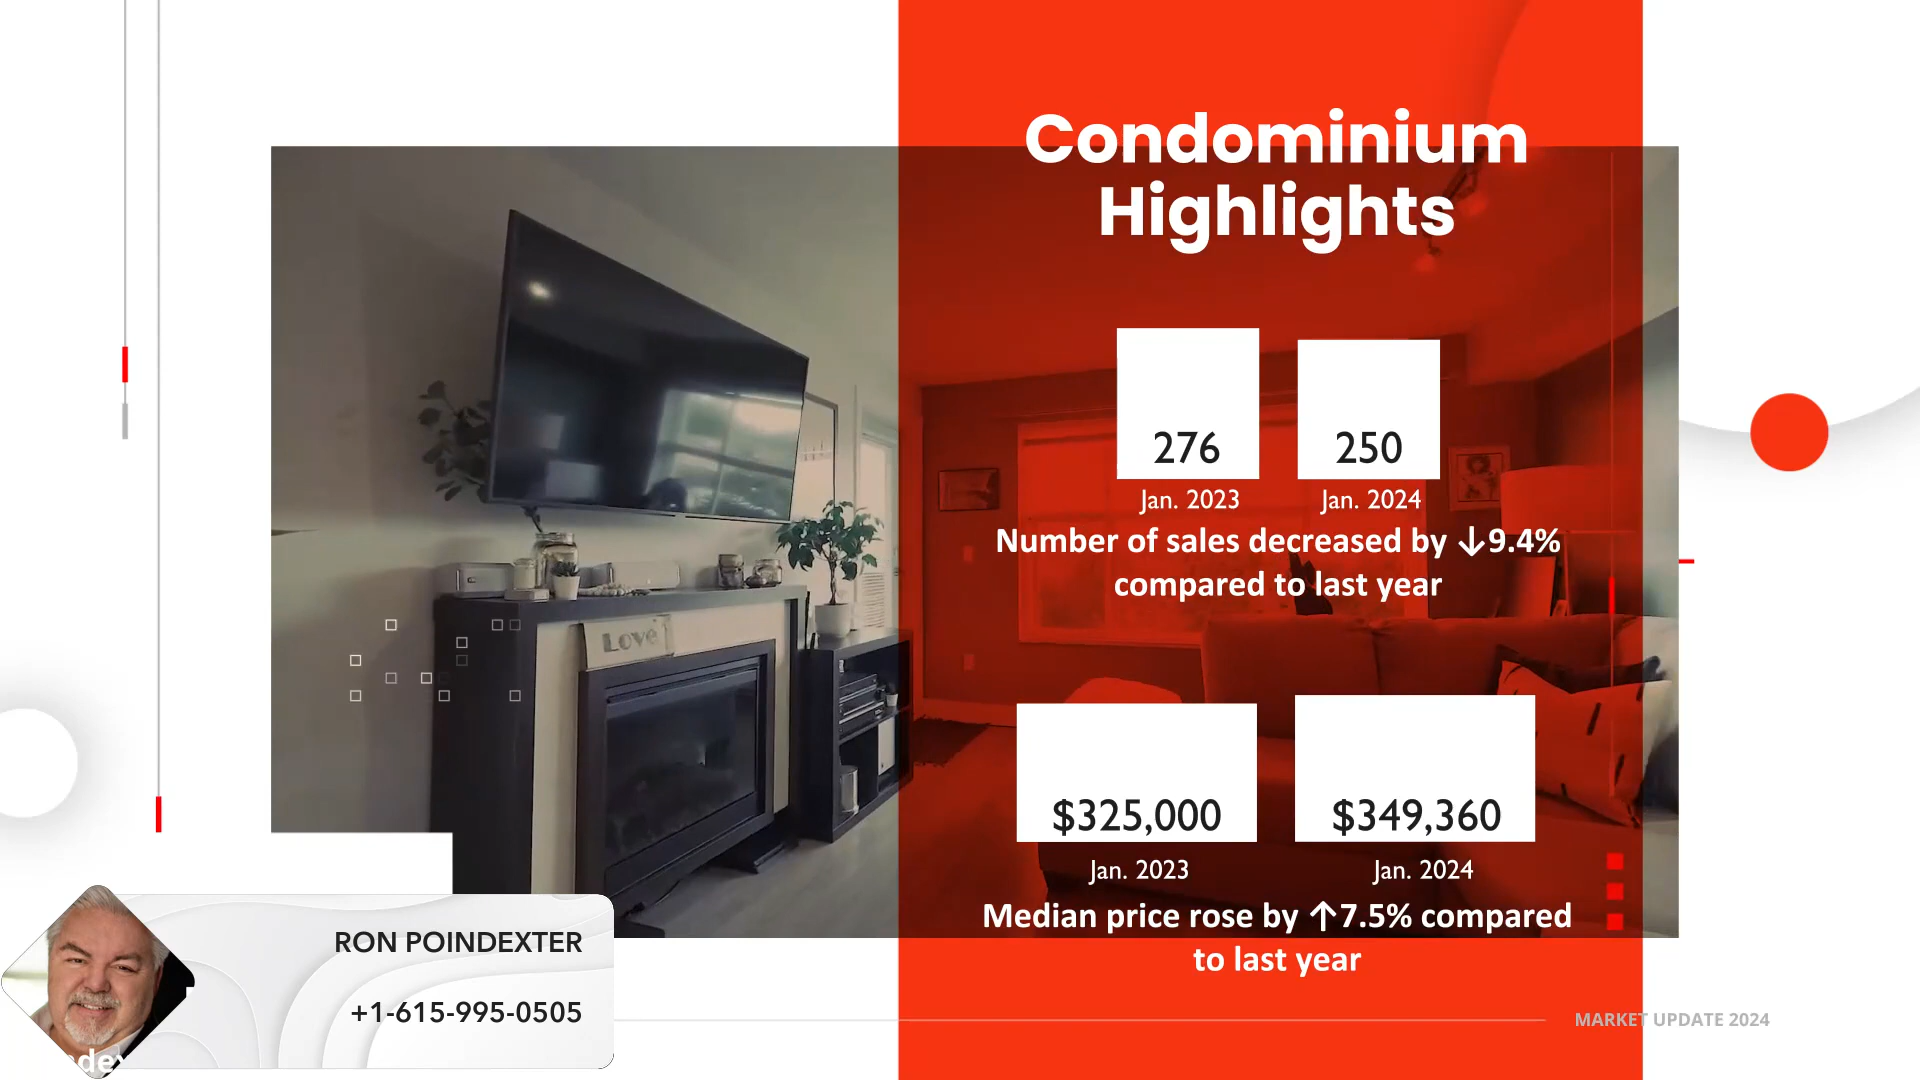 Condominium
Highlights
276
250
Jan. 2023
Jan. 2024
Number of sales decreased by ↓9.4%
compared to last year
Love
$325,000
$349,360
Jan. 2023
Jan. 2024
Median price rose by ↑7.5% compared
to last year
RON POINDEXTER
+1-615-995-0505
MARKET UPDATE 2024